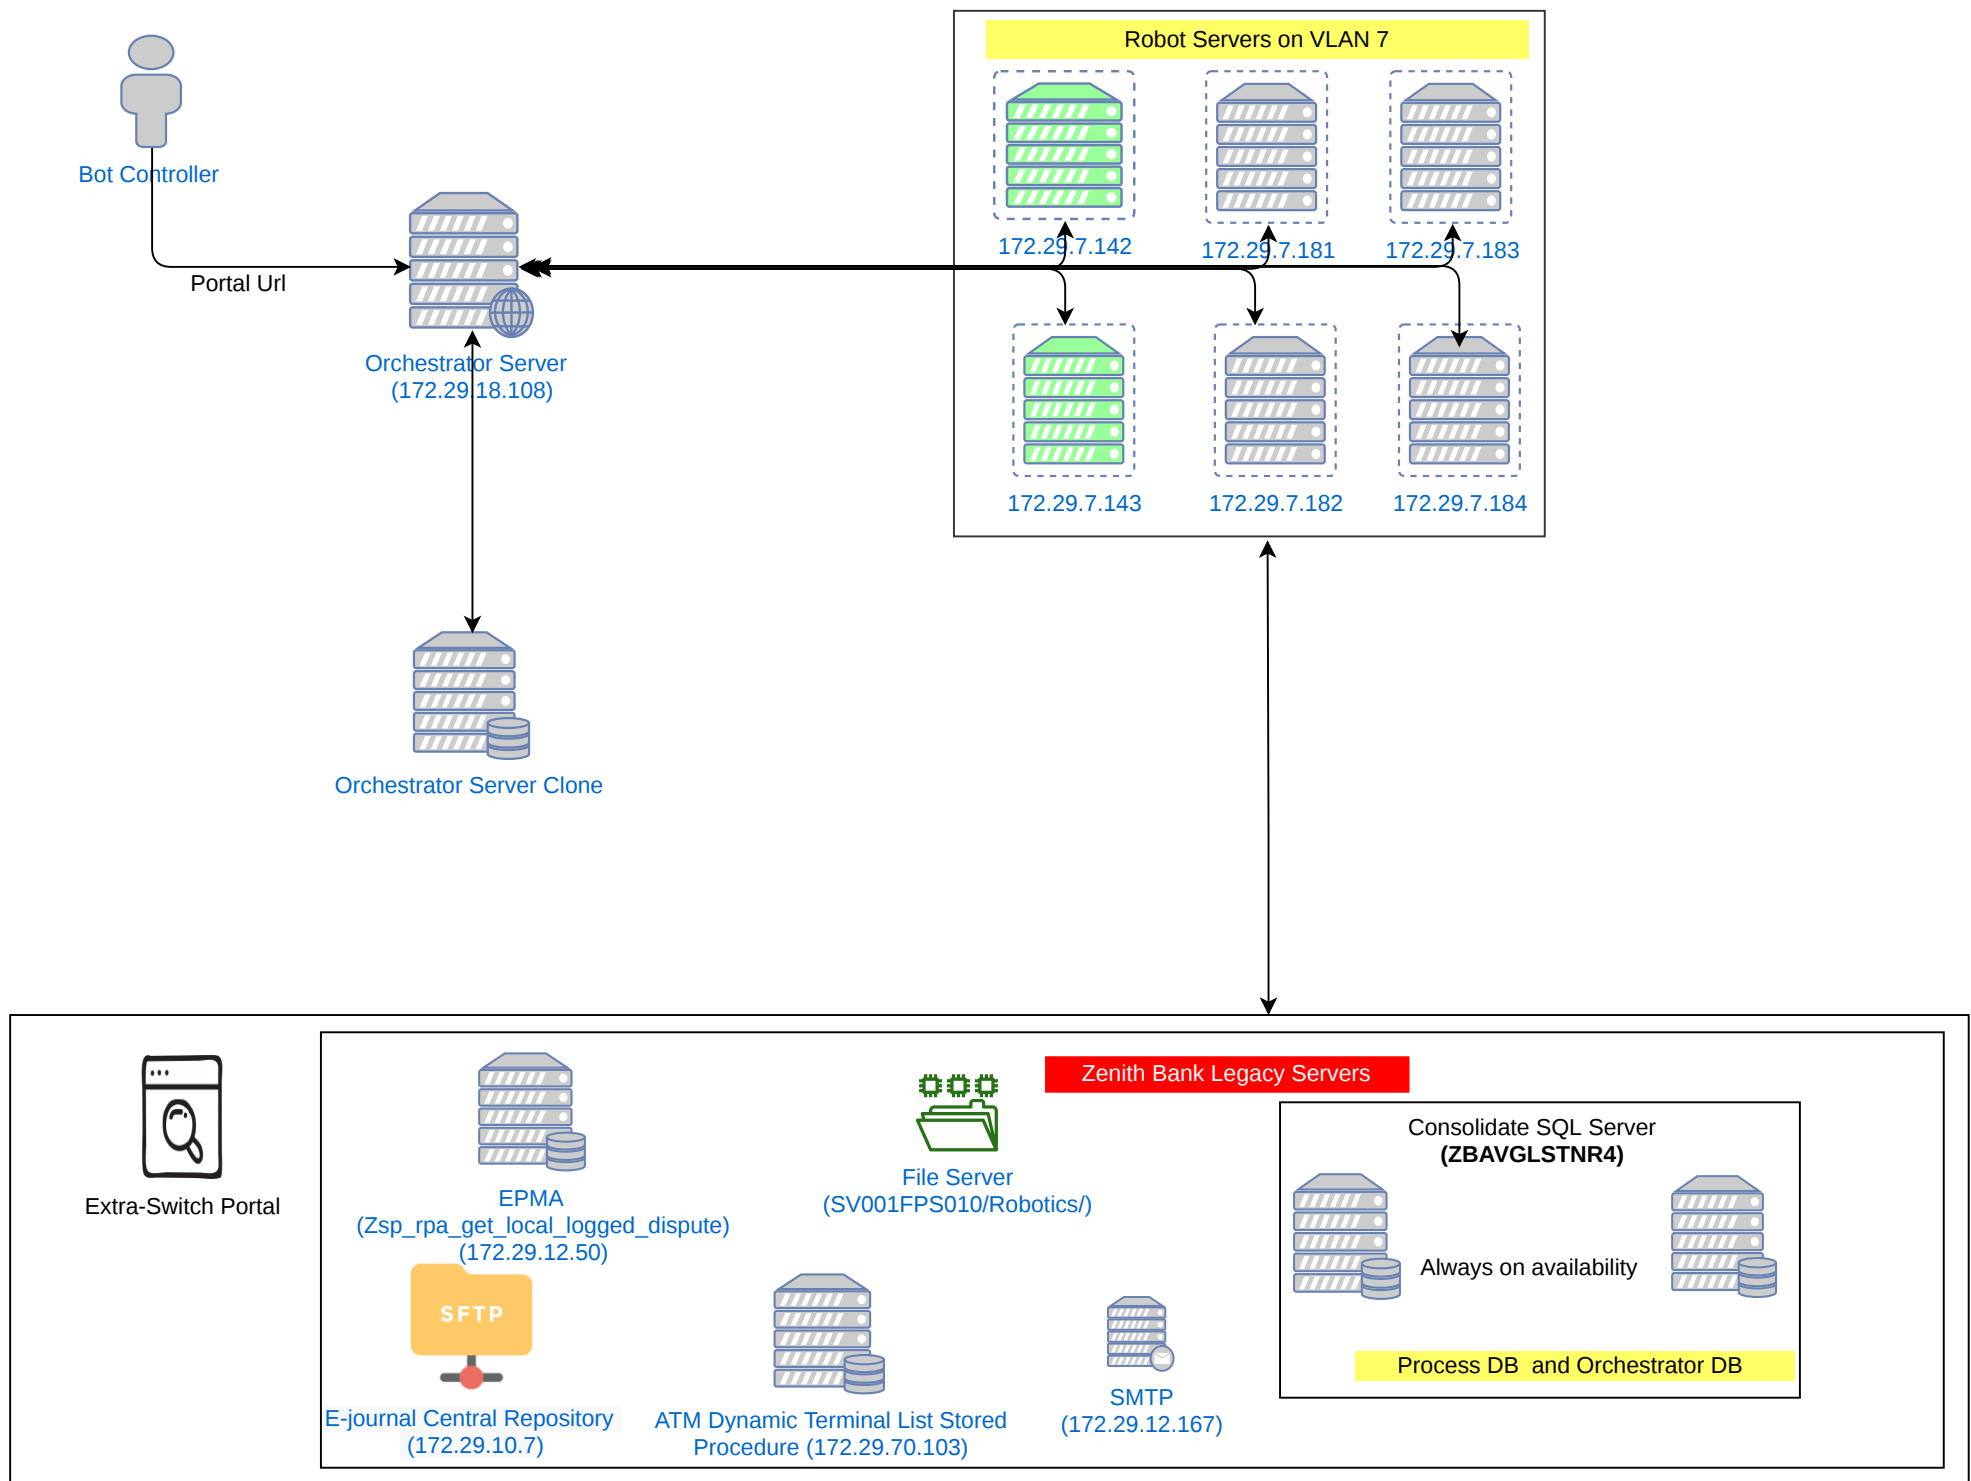 Robot Servers on VLAN 7
Bot Controller
172.29.7.142
172.29.7.181
172.29.7.183
Portal Url
Orchestrator Server
(172.29.18.108)
172.29.7.143
172.29.7.182
172.29.7.184
Orchestrator Server Clone
Zenith Bank Legacy Servers
Consolidate SQL Server
(ZBAVGLSTNR4)
Extra-Switch Portal
EPMA
(Zsp_rpa_get_local_logged_dispute)
(172.29.12.50)
File Server
(SV001FPS010/Robotics/)
Always on availability
SFTP
Process DB  and Orchestrator DB
E-journal Central Repository
(172.29.10.7)
ATM Dynamic Terminal List Stored
Procedure (172.29.70.103)
SMTP
(172.29.12.167)